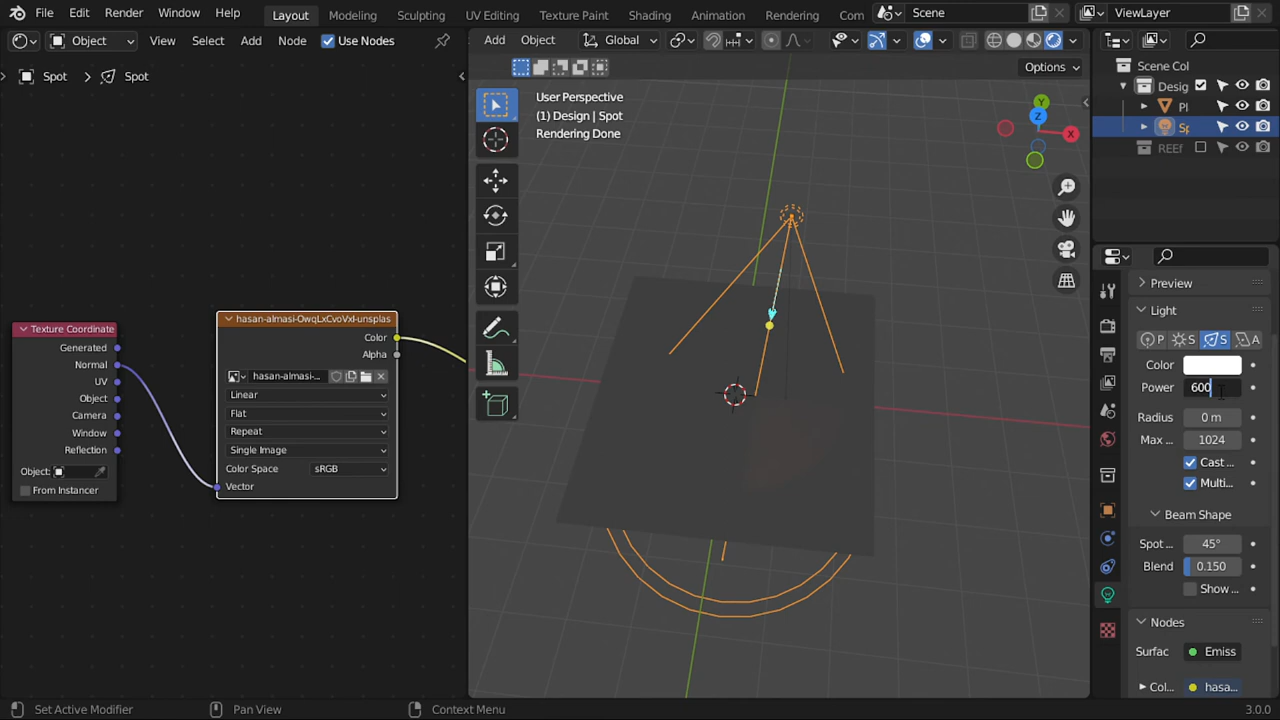 File Edit Render Window Help Layout Modeling Sculpting UV Editing Texture Paint Shading Animation Rendering Com Scene ViewLayer
Object View Select Add Node Use Nodes
Add Object Global
Options
Spot > Spot
User Perspective
(1) Design | Spot
Rendering Done
Y
Z
X
Scene Col
Desig
Pl
Sp
REEf
Texture Coordinate
Generated
Normal
UV
Object
Camera
Window
Reflection
Object:
From Instancer
hasan-almasi-OwqLxCvoVxI-unsplas
Color
Alpha
hasan-almasi-...
Linear
Flat
Repeat
Single Image
Color Space sRGB
Vector
Preview
Light
P S S A
Color
Power 600
Radius 0 m
Max ... 1024
Cast ...
Multi...
Beam Shape
Spot ... 45°
Blend 0.150
Show ...
Nodes
Surfac Emiss
Col... hasa...
Set Active Modifier Pan View Context Menu 3.0.0